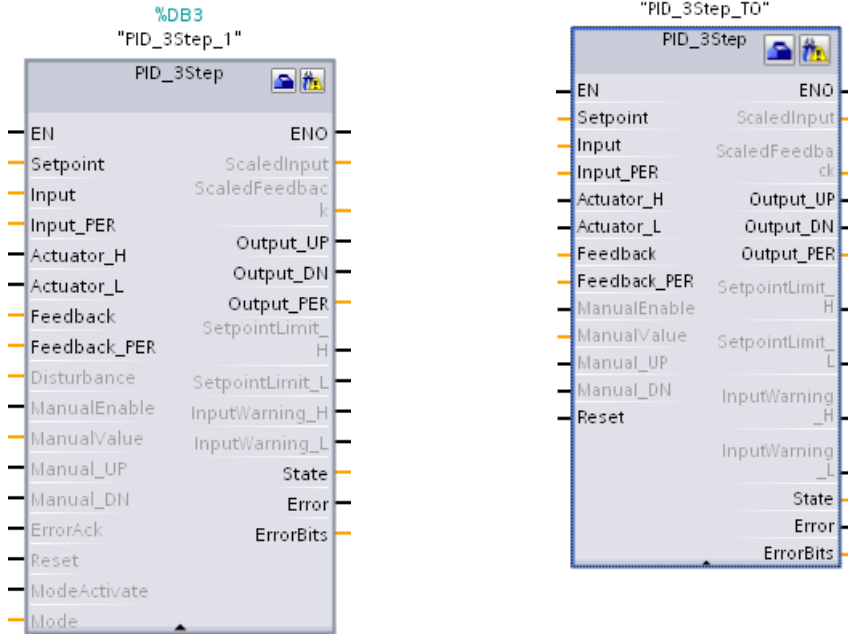 %DB3
"PID_3Step_1"
PID_3Step
EN
ENO
Setpoint
ScaledInput
Input
ScaledFeedbac
k
Input_PER
Output_UP
Actuator_H
Output_DN
Actuator_L
Output_PER
Feedback
SetpointLimit_
H
Feedback_PER
Disturbance
SetpointLimit_L
ManualEnable
InputWarning_H
ManualValue
InputWarning_L
Manual_UP
State
Manual_DN
Error
ErrorAck
ErrorBits
Reset
ModeActivate
Mode
"PID_3Step_TO"
PID_3Step
EN
ENO
Setpoint
ScaledInput
Input
ScaledFeedba
ck
Input_PER
Actuator_H
Output_UP
Actuator_L
Output_DN
Feedback
Output_PER
Feedback_PER
SetpointLimit_
H
ManualEnable
ManualValue
SetpointLimit_
L
Manual_UP
Manual_DN
InputWarning
_H
Reset
InputWarning
_L
State
Error
ErrorBits